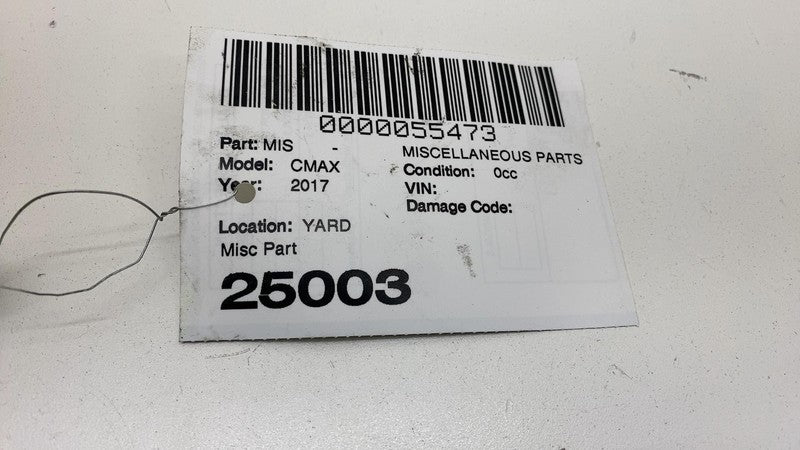 0000055473
Part: MIS - MISCELLANEOUS PARTS
Model: CMAX Condition: 0cc
Year: 2017 VIN:
Damage Code:
Location: YARD
Misc Part
25003